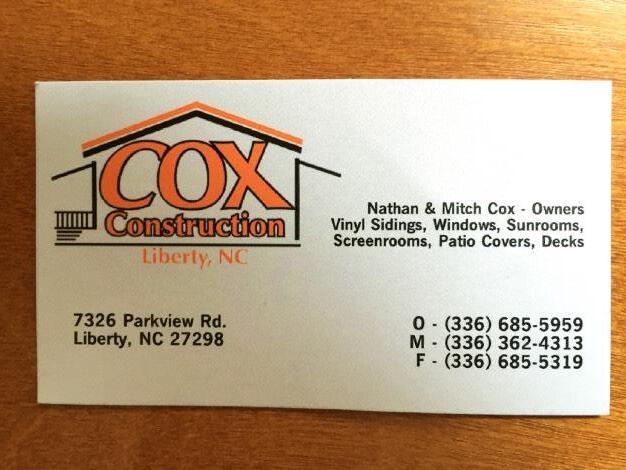 COX
Construction
Liberty, NC
Nathan & Mitch Cox - Owners
Vinyl Sidings, Windows, Sunrooms,
Screenrooms, Patio Covers, Decks
7326 Parkview Rd.
Liberty, NC 27298
O - (336) 685-5959
M - (336) 362-4313
F - (336) 685-5319